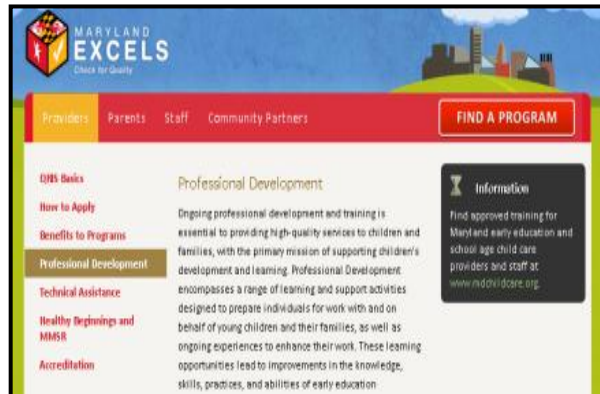 MARYLAND
EXCELS
Check for Quality
Providers Parents Staff Community Partners
FIND A PROGRAM
QRIS Basics
How to Apply
Benefits to Programs
Professional Development
Technical Assistance
Healthy Beginnings and
MMSR
Accreditation
Professional Development
Ongoing professional development and training is
essential to providing high-quality services to children and
families, with the primary mission of supporting children's
development and learning. Professional Development
encompasses a range of learning and support activities
designed to prepare individuals for work with and on
behalf of young children and their families, as well as
ongoing experiences to enhance their work. These learning
opportunities lead to improvements in the knowledge,
skills, practices, and abilities of early education
Information
Find approved training for
Maryland early education and
school age child care
providers and staff at
www.mdchildcare.org.